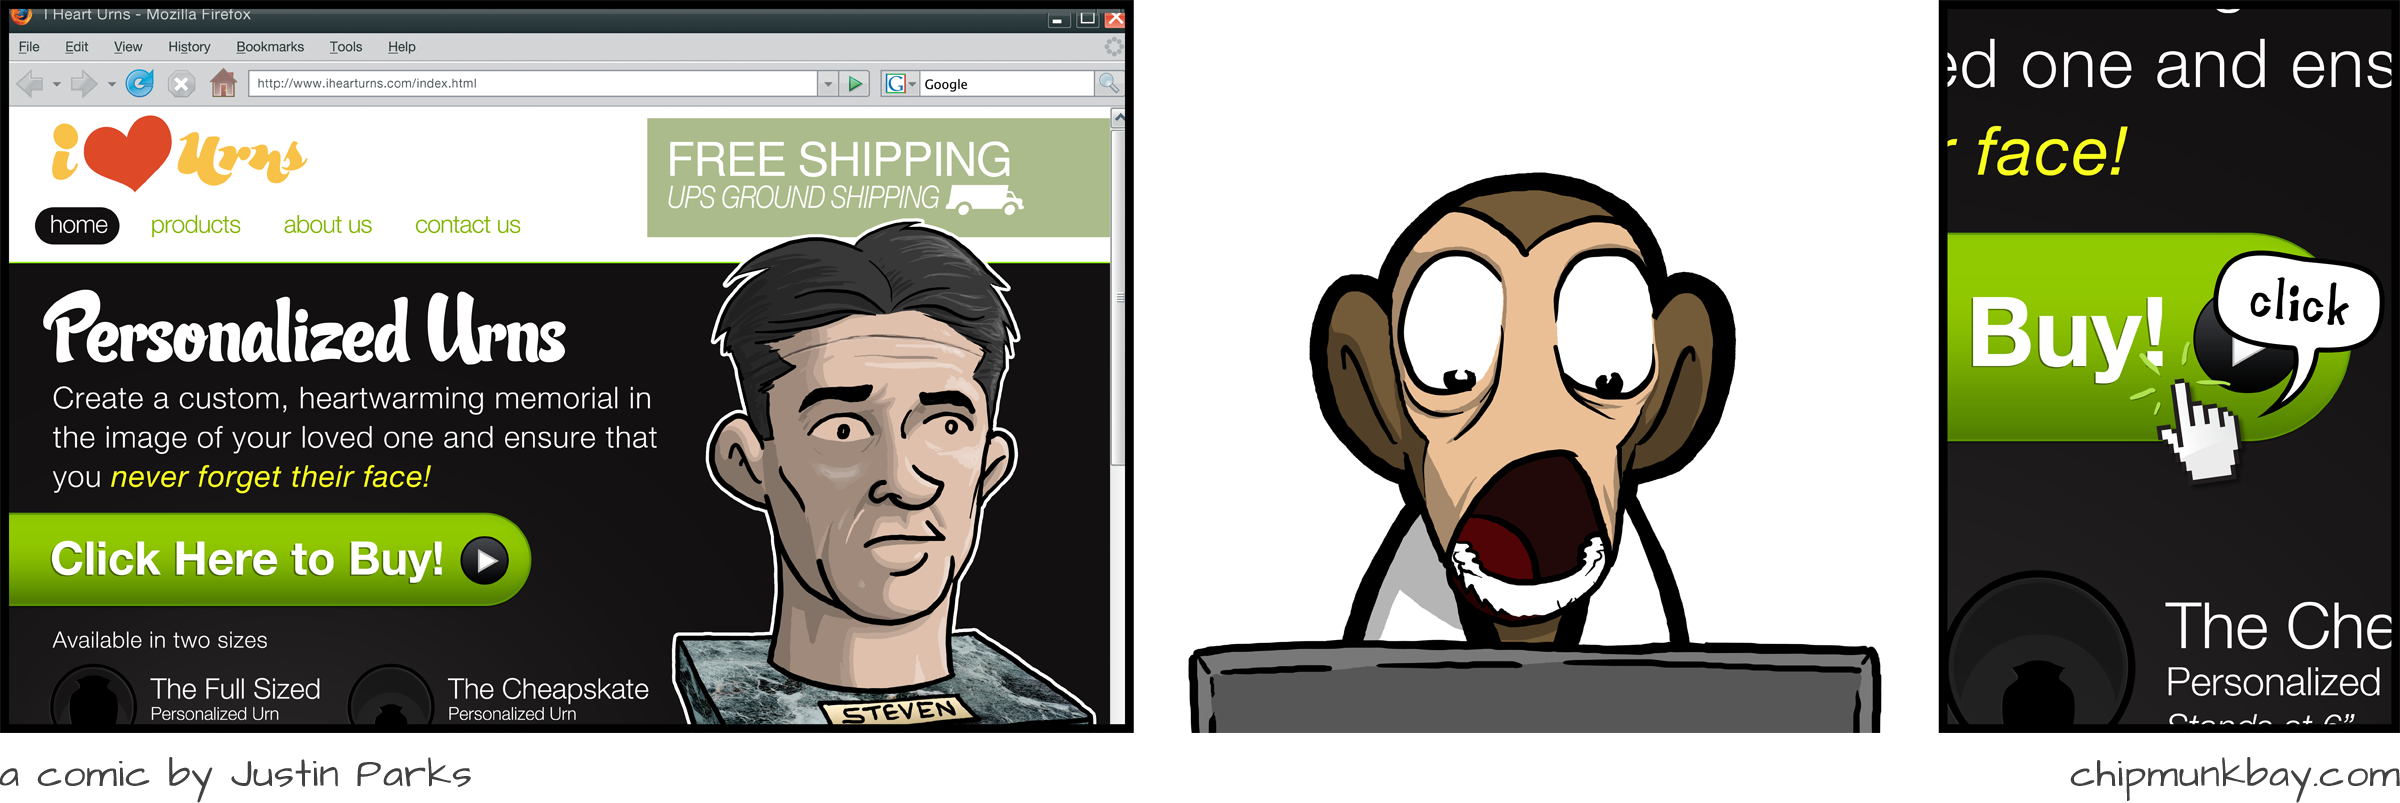 I Heart Urns - Mozilla Firefox
File Edit View History Bookmarks Tools Help
http://www.ihearturns.com/index.html
G Google
i Urns
FREE SHIPPING
UPS GROUND SHIPPING
home products about us contact us
Personalized Urns
Create a custom, heartwarming memorial in
the image of your loved one and ensure that
you never forget their face!
Click Here to Buy!
Available in two sizes
The Full Sized
Personalized Urn
The Cheapskate
Personalized Urn
STEVEN
ed one and ens
r face!
Buy!
click
The Che
Personalized
Stands at 6”
a comic by Justin Parks
chipmunkbay.com